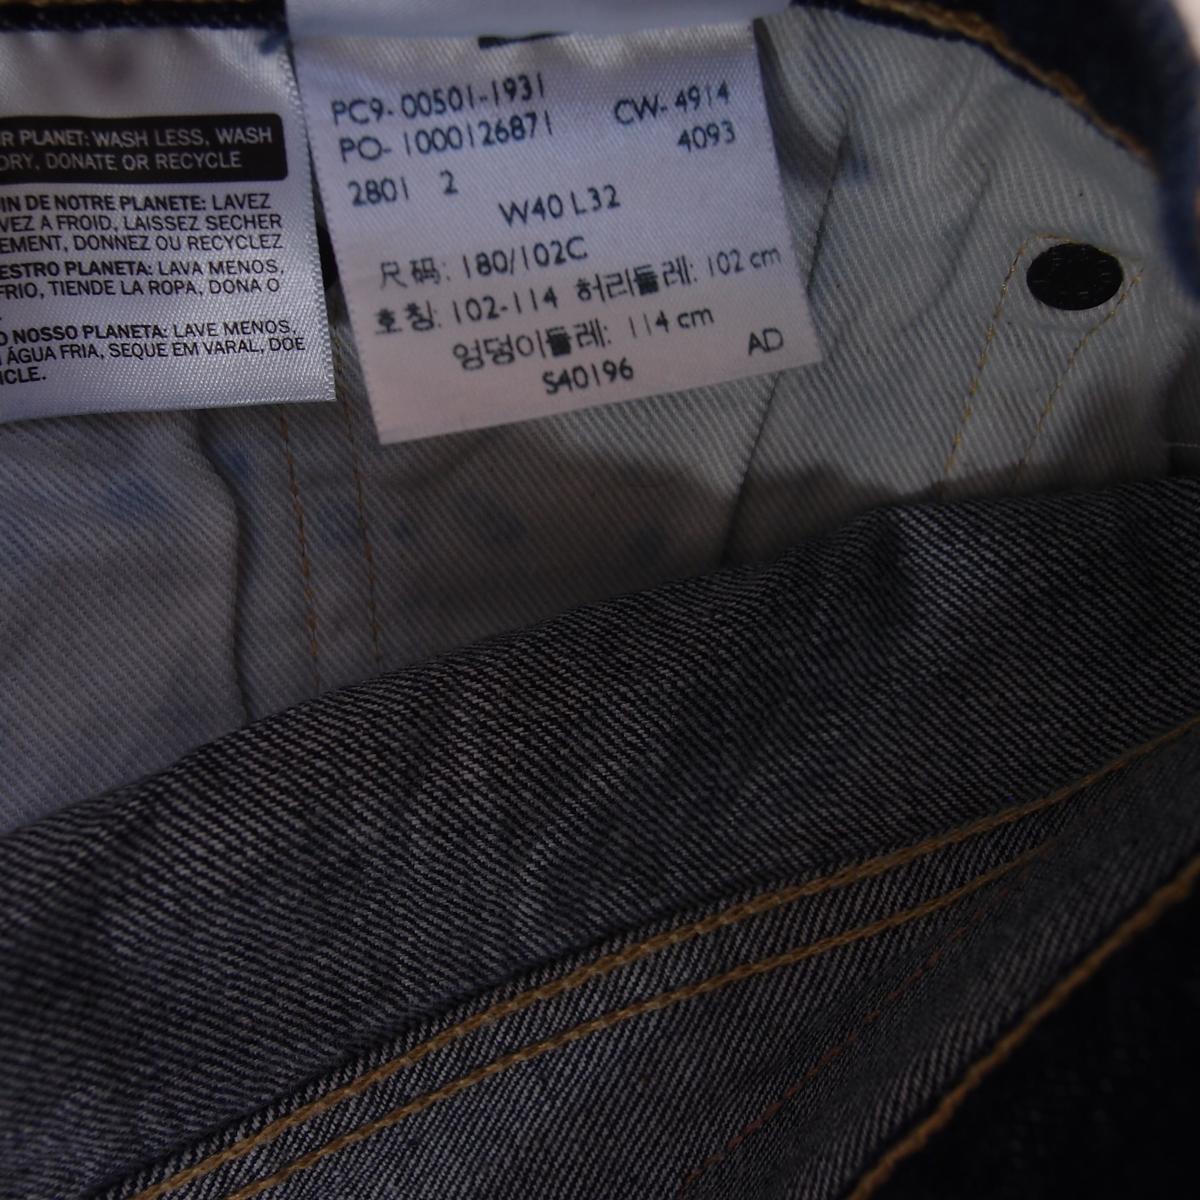 R PLANET: WASH LESS, WASH
DRY, DONATE OR RECYCLE
IN DE NOTRE PLANETE: LAVEZ
VEZ A FROID, LAISSEZ SECHER
EMENT, DONNEZ OU RECYCLEZ
ESTRO PLANETA: LAVA MENOS,
FRIO, TIENDE LA ROPA, DONA O
O NOSSO PLANETA: LAVE MENOS,
ÁGUA FRIA, SEQUE EM VARAL, DOE
ICLE.
PC9-00501-1931
PO-1000126871 CW-4914
2801 2 4093
W40 L32
尺码: 180/102C
호칭: 102-114 허리둘레: 102 cm
엉덩이둘레: 114 cm
S40196 AD